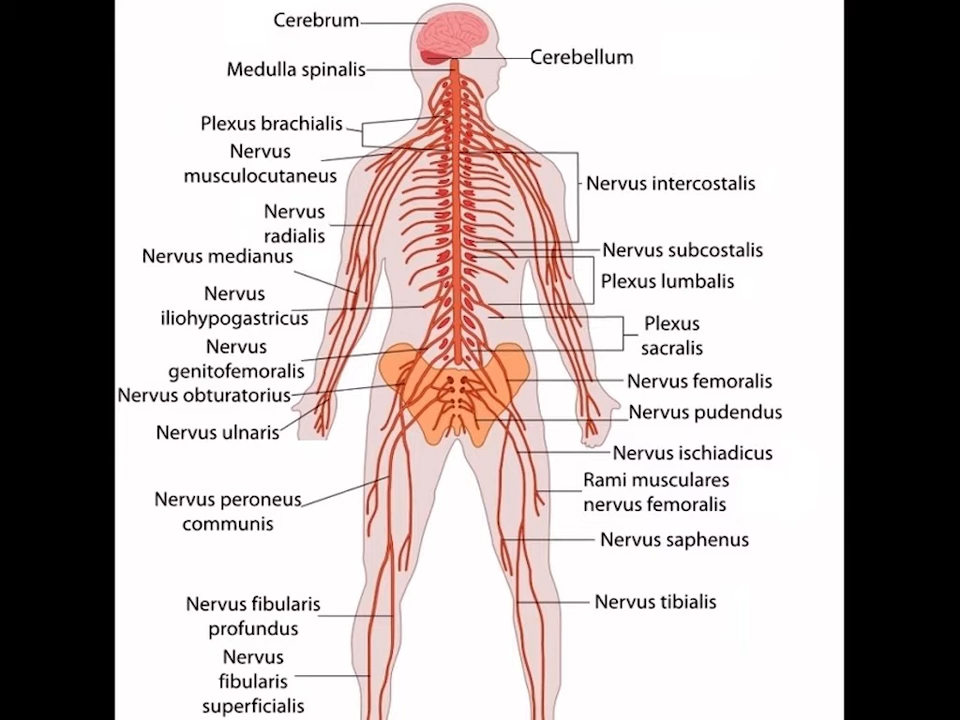 Cerebrum
Cerebellum
Medulla spinalis
Plexus brachialis
Nervus
musculocutaneus
Nervus intercostalis
Nervus
radialis
Nervus medianus
Nervus subcostalis
Plexus lumbalis
Nervus
iliohypogastricus
Plexus
sacralis
Nervus
genitofemoralis
Nervus femoralis
Nervus obturatorius
Nervus pudendus
Nervus ulnaris
Nervus ischiadicus
Rami musculares
nervus femoralis
Nervus peroneus
communis
Nervus saphenus
Nervus fibularis
profundus
Nervus tibialis
Nervus
fibularis
superficialis